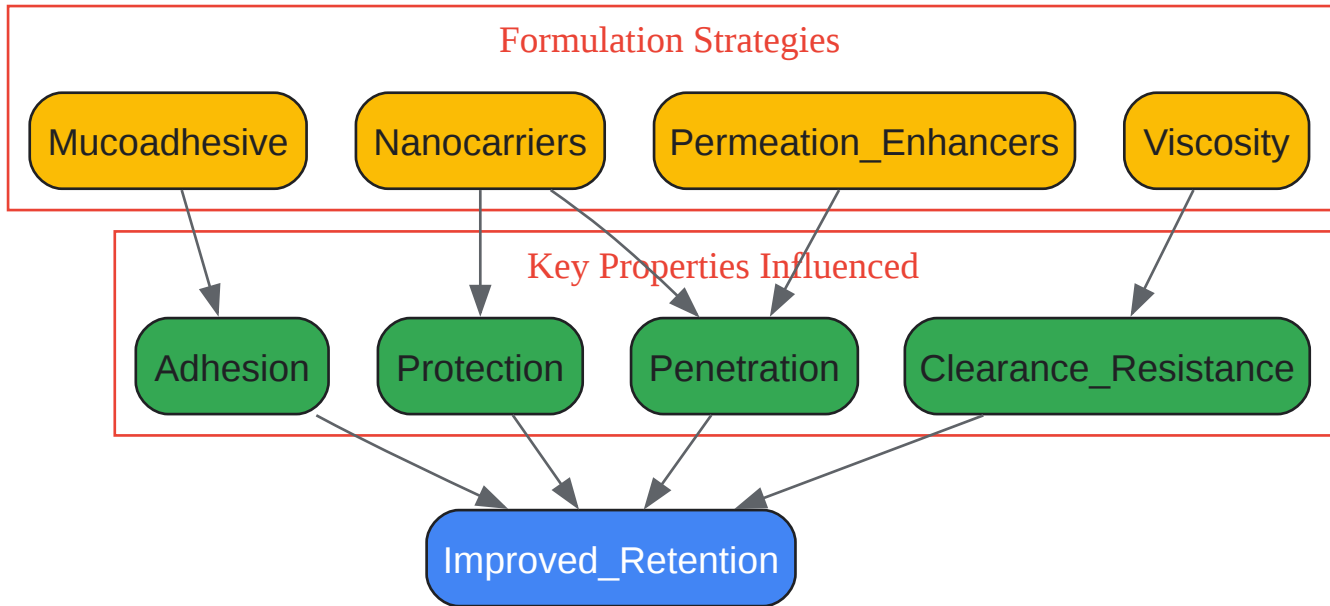 Formulation Strategies
Mucoadhesive
Nanocarriers
Permeation_Enhancers
Viscosity
Key Properties Influenced
Adhesion
Protection
Penetration
Clearance_Resistance
Improved_Retention